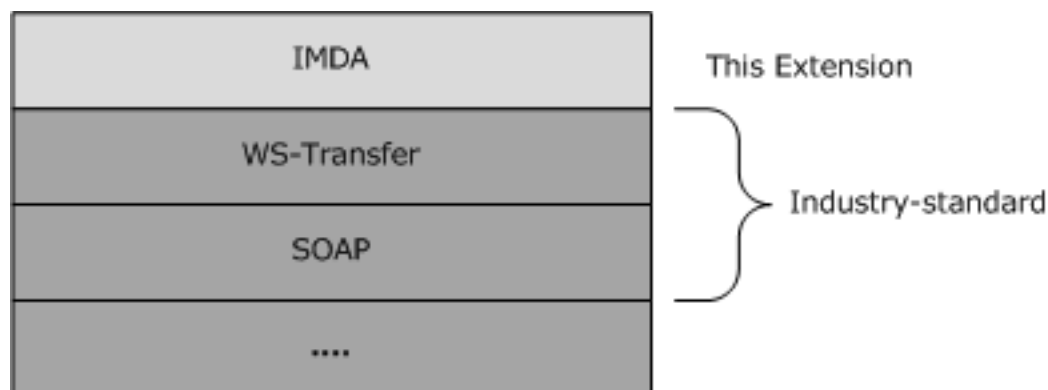 IMDA
This Extension
WS-Transfer
Industry-standard
SOAP
....